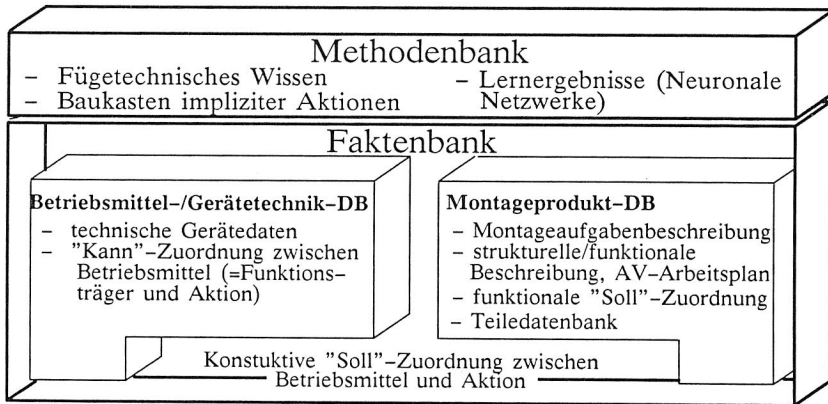 Methodenbank
– Fügetechnisches Wissen
– Baukasten impliziter Aktionen
– Lernergebnisse (Neuronale
Netzwerke)
Faktenbank
Betriebsmittel–/Gerätetechnik–DB
– technische Gerätedaten
– ”Kann”–Zuordnung zwischen
Betriebsmittel (=Funktions–
träger und Aktion)
Montageprodukt–DB
– Montageaufgabenbeschreibung
– strukturelle/funktionale
Beschreibung, AV–Arbeitsplan
– funktionale ”Soll”–Zuordnung
– Teiledatenbank
Konstuktive ”Soll”–Zuordnung zwischen
Betriebsmittel und Aktion